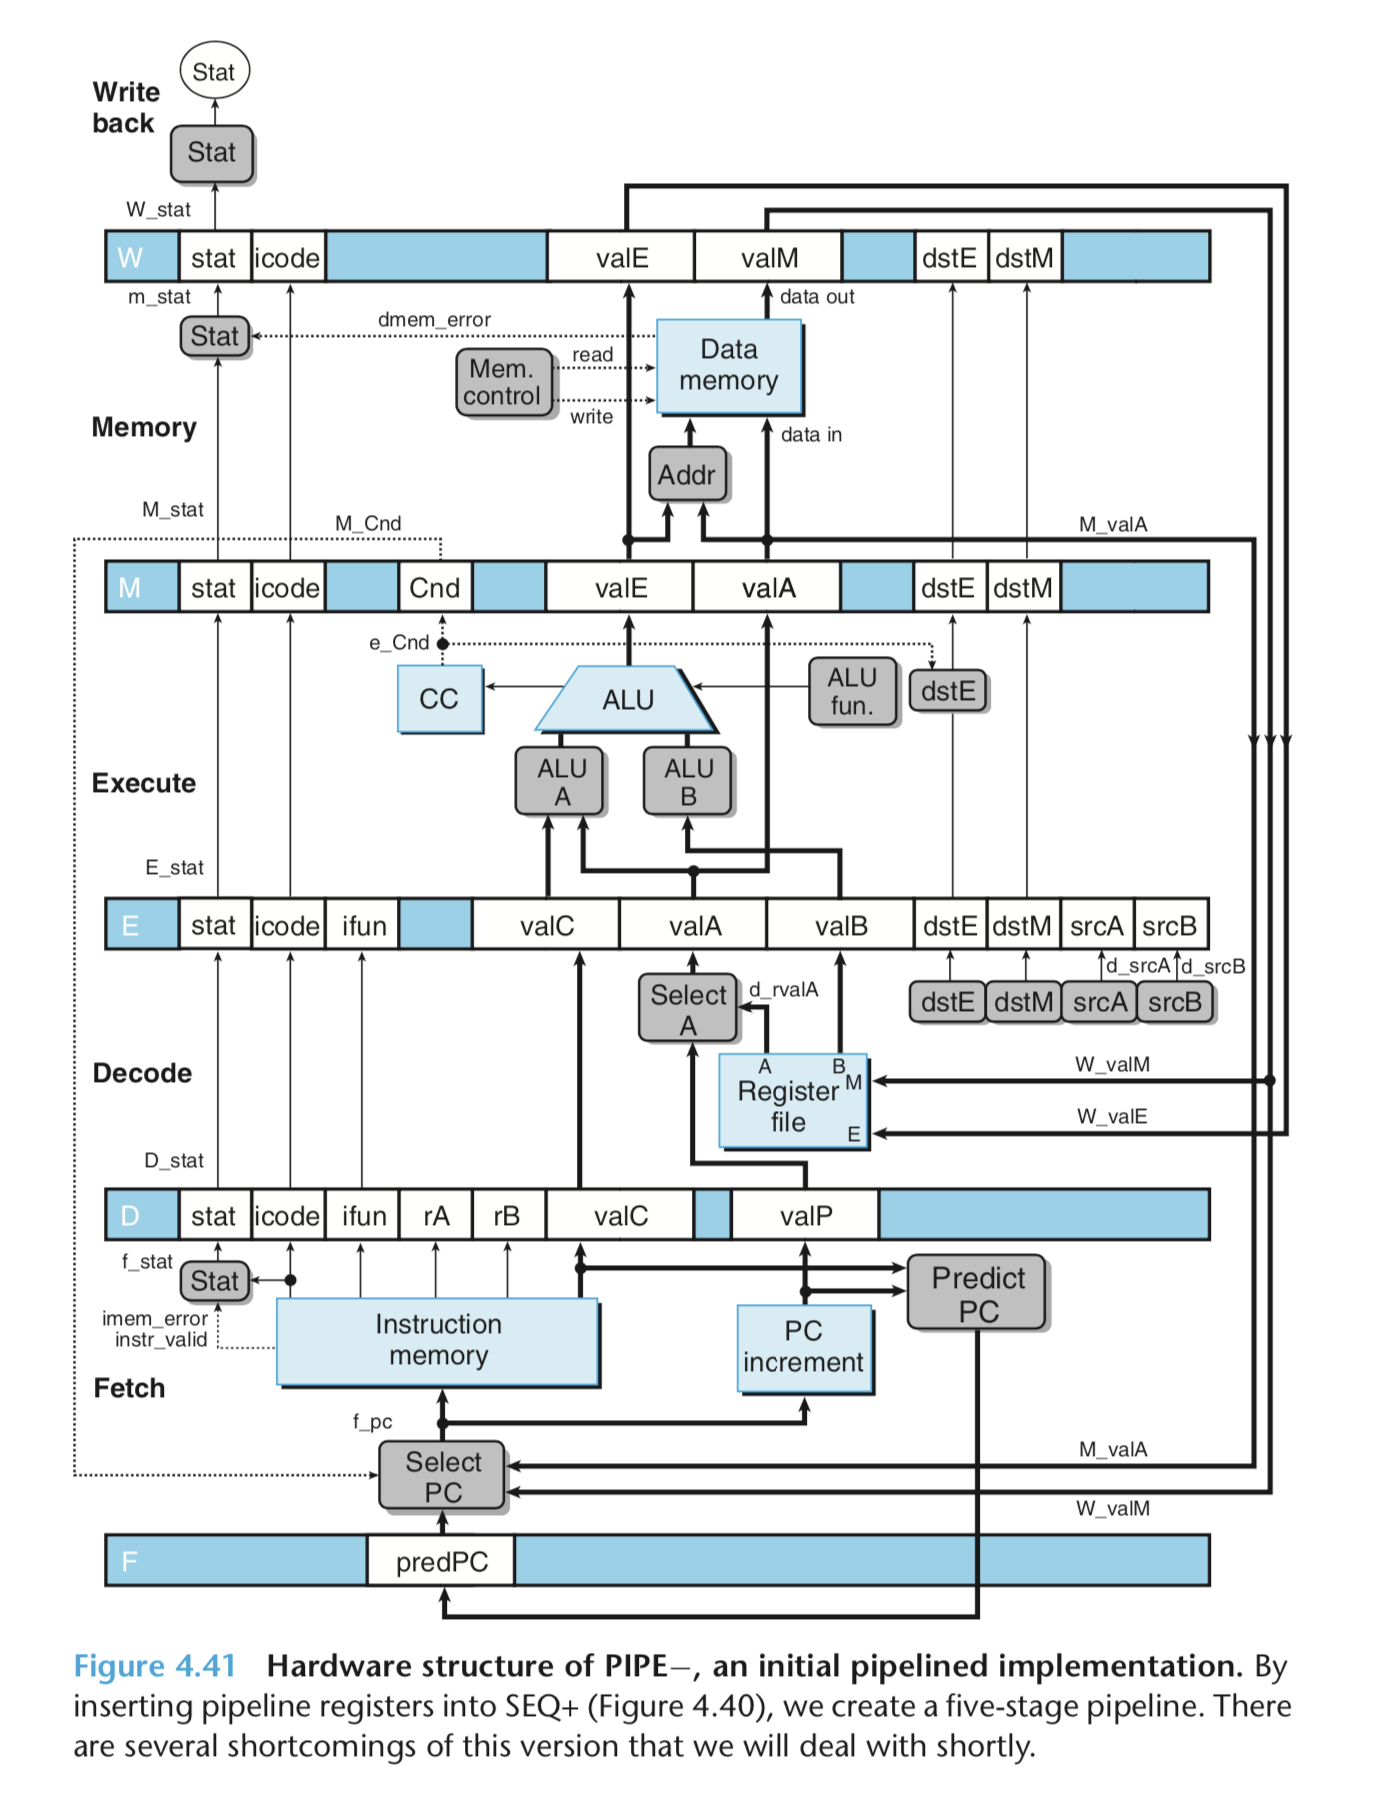 Stat
Write
back
Stat
W_stat
W stat icode valE valM dstE dstM
m_stat
data out
Stat
dmem_error
Data
memory
Mem.
control
read
write
Memory
data in
Addr
M_stat
M_Cnd
M_valA
M stat icode Cnd valE valA dstE dstM
e_Cnd
CC
ALU
ALU
fun.
dstE
Execute
ALU
A
ALU
B
E_stat
E stat icode ifun valC valA valB dstE dstM srcA srcB
d_srcA d_srcB
Select
A
d_rvalA
dstE dstM srcA srcB
Decode
A B
M
Register
file
E
W_valM
W_valE
D_stat
D stat icode ifun rA rB valC valP
f_stat
Stat
Predict
PC
imem_error
instr_valid
Instruction
memory
PC
increment
Fetch
f_pc
Select
PC
M_valA
W_valM
F predPC
Figure 4.41 Hardware structure of PIPE−, an initial pipelined implementation. By
inserting pipeline registers into SEQ+ (Figure 4.40), we create a five-stage pipeline. There
are several shortcomings of this version that we will deal with shortly.